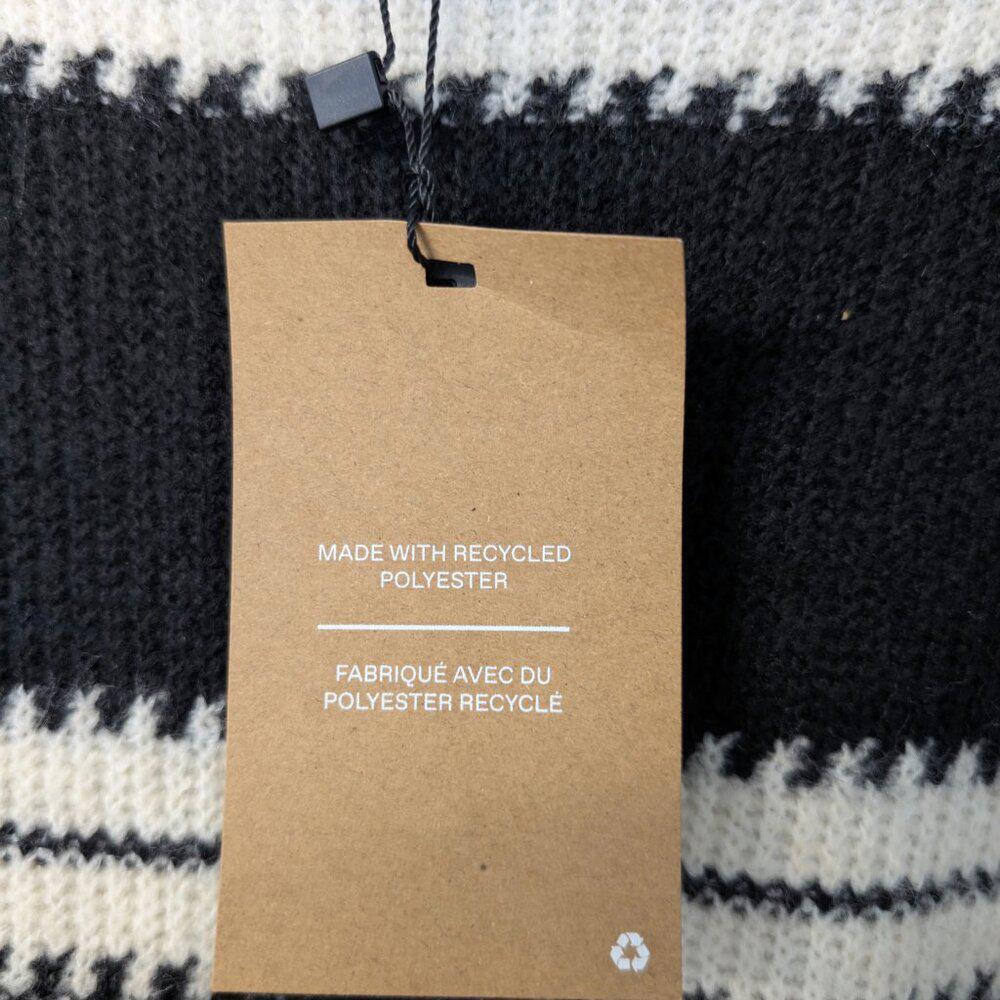 MADE WITH RECYCLED
POLYESTER
FABRIQUÉ AVEC DU
POLYESTER RECYCLÉ